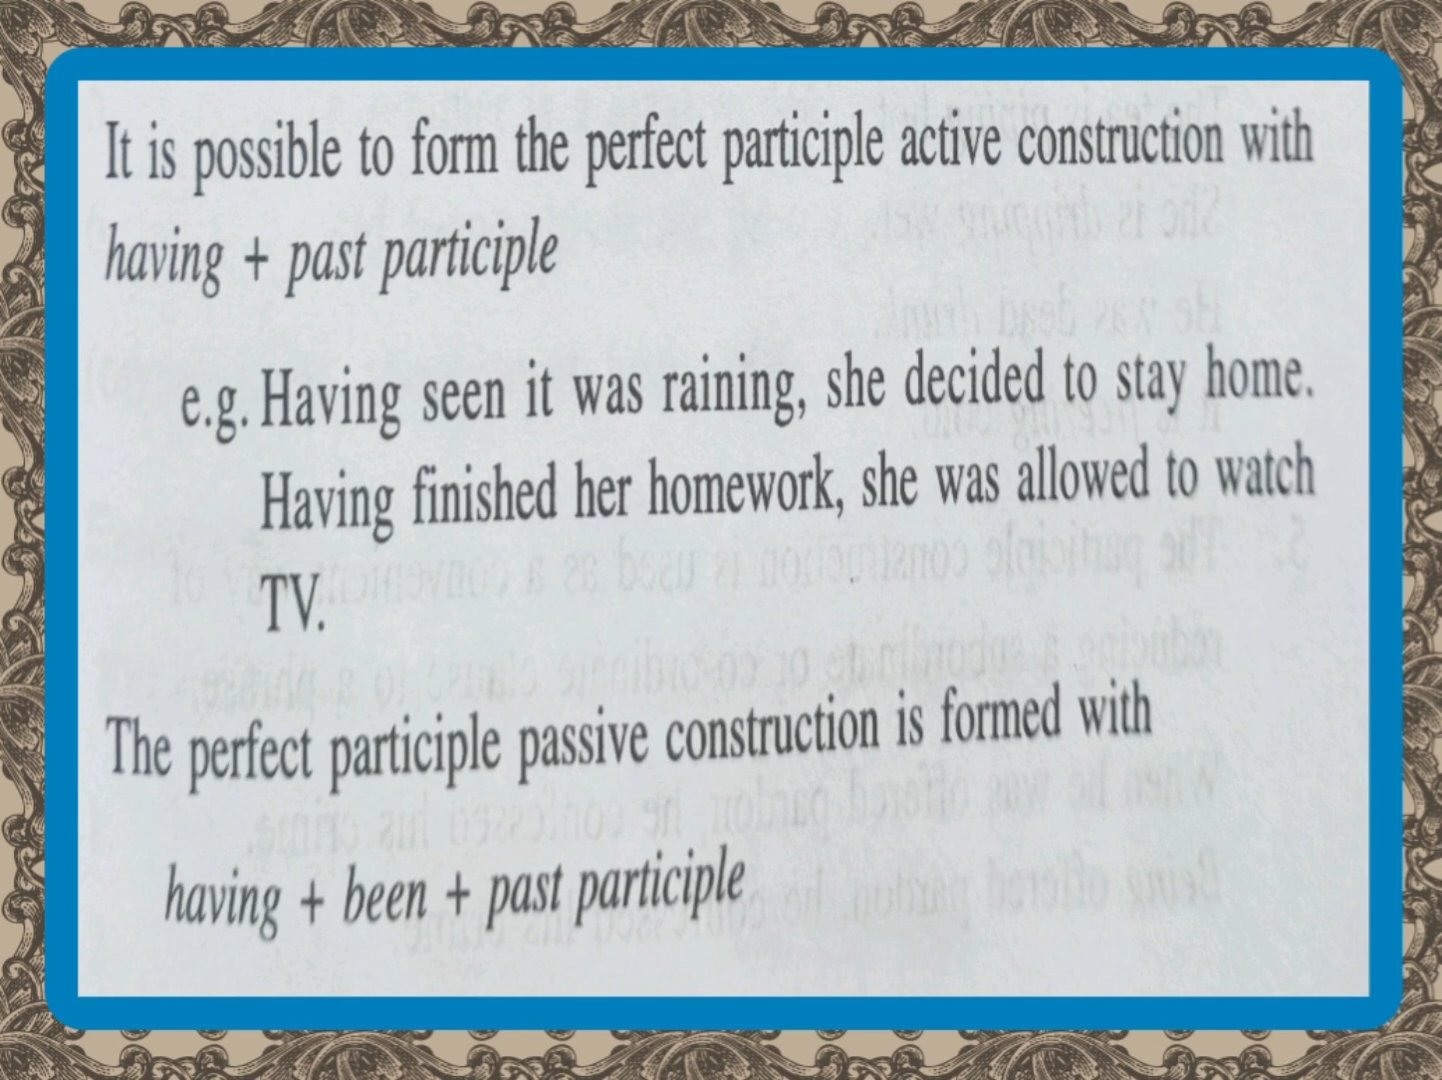 It is possible to form the perfect participle active construction with
having + past participle
e.g. Having seen it was raining, she decided to stay home.
Having finished her homework, she was allowed to watch
TV.
The perfect participle passive construction is formed with
having + been + past participle